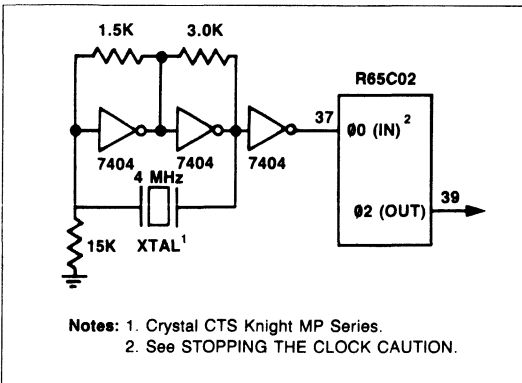 1.5K 3.0K
R65C02
37 Ø0 (IN) 2
7404 7404 7404
4 MHz
39
Ø2 (OUT)
15K XTAL1
Notes: 1. Crystal CTS Knight MP Series.
2. See STOPPING THE CLOCK CAUTION.